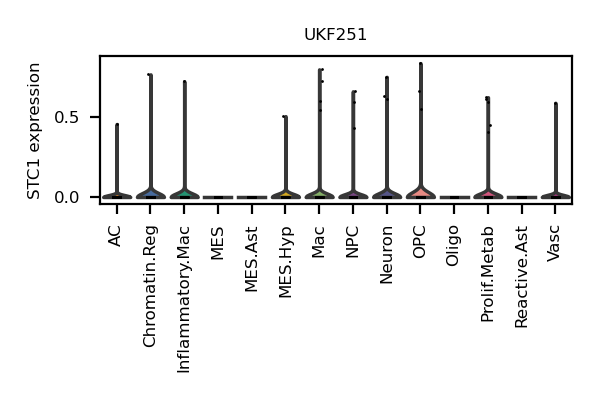 UKF251
STC1 expression
0.5
0.0
AC
Chromatin.Reg
Inflammatory.Mac
MES
MES.Ast
MES.Hyp
Mac
NPC
Neuron
OPC
Oligo
Prolif.Metab
Reactive.Ast
Vasc